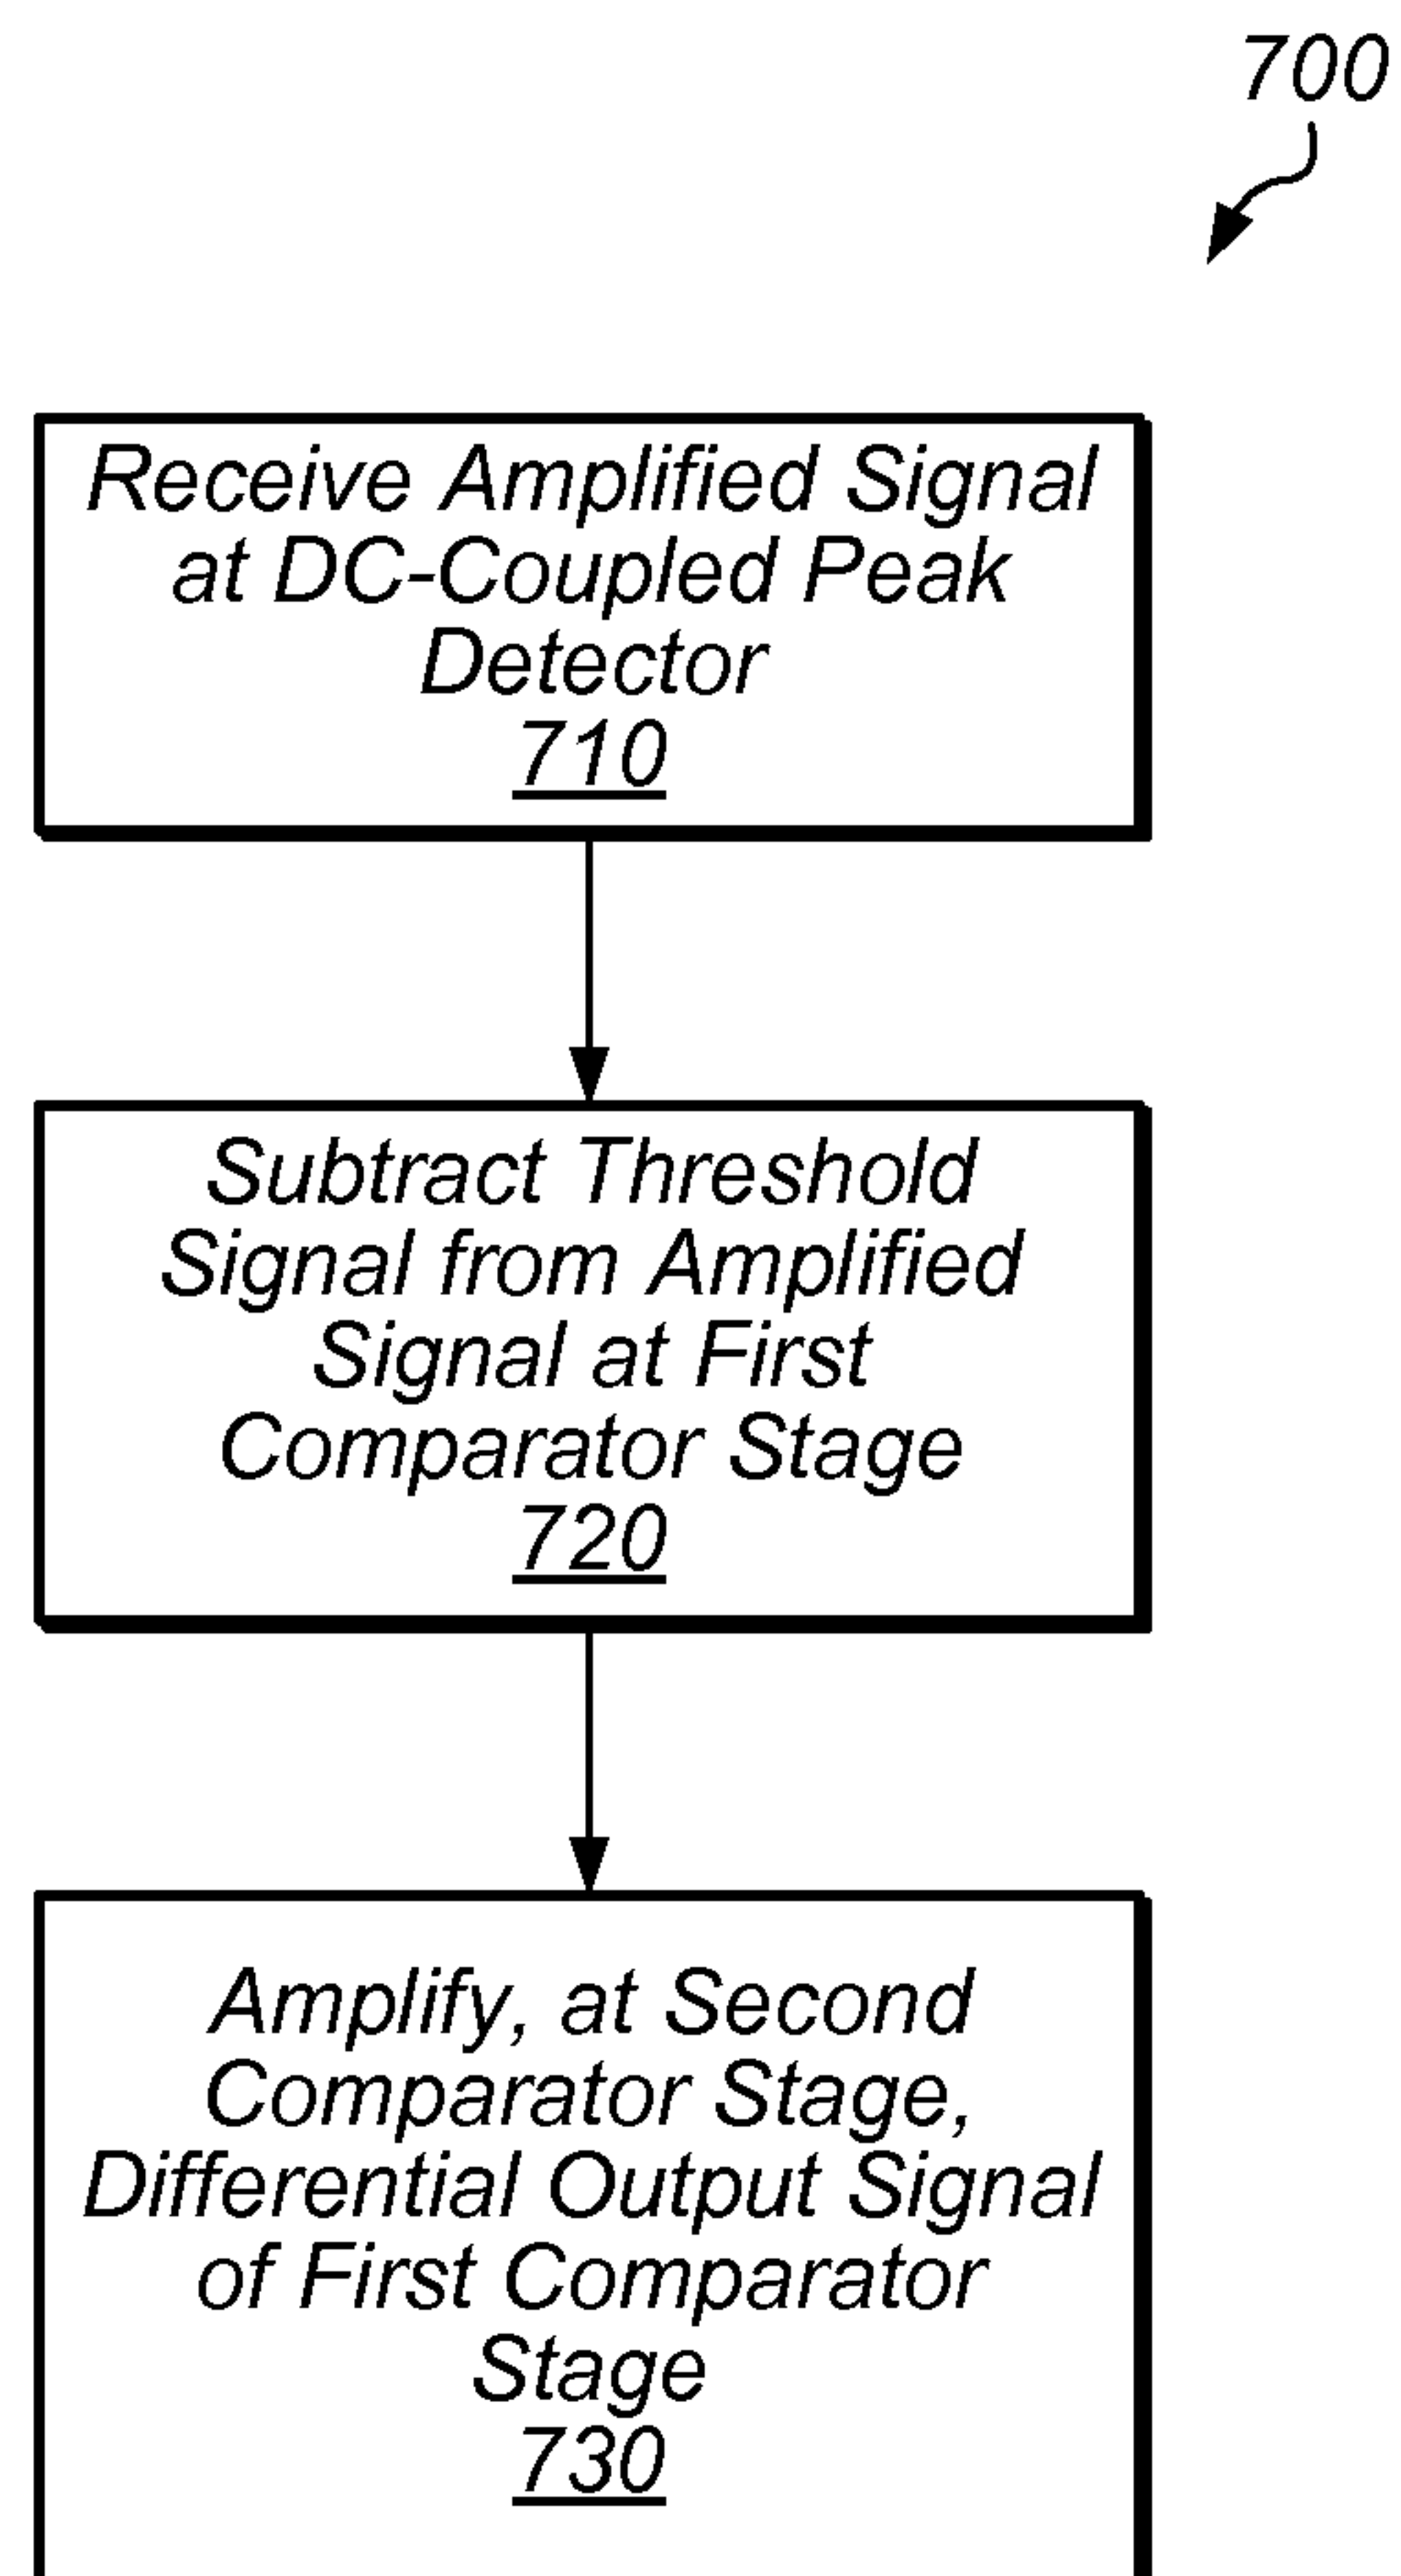 700
Receive Amplified Signal
at DC-Coupled Peak
Detector
710
Subtract Threshold
Signal from Amplified
Signal at First
Comparator Stage
720
Amplify, at Second
Comparator Stage,
Differential Output Signal
of First Comparator
Stage
730